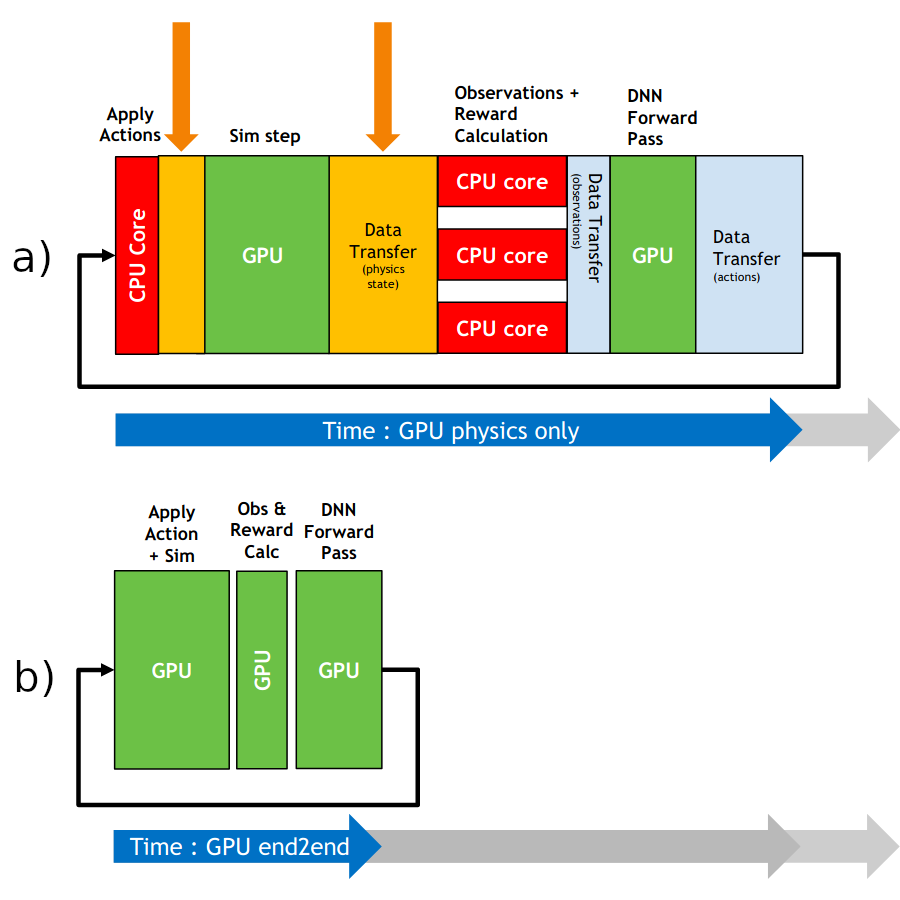 Apply
Actions
Sim step
Observations +
Reward
Calculation
DNN
Forward
Pass
a)
CPU Core
GPU
Data
Transfer
(physics
state)
CPU core
CPU core
CPU core
Data Transfer
(observations)
GPU
Data
Transfer
(actions)
Time : GPU physics only
Apply
Action
+ Sim
Obs &
Reward
Calc
DNN
Forward
Pass
b)
GPU
GPU
GPU
Time : GPU end2end